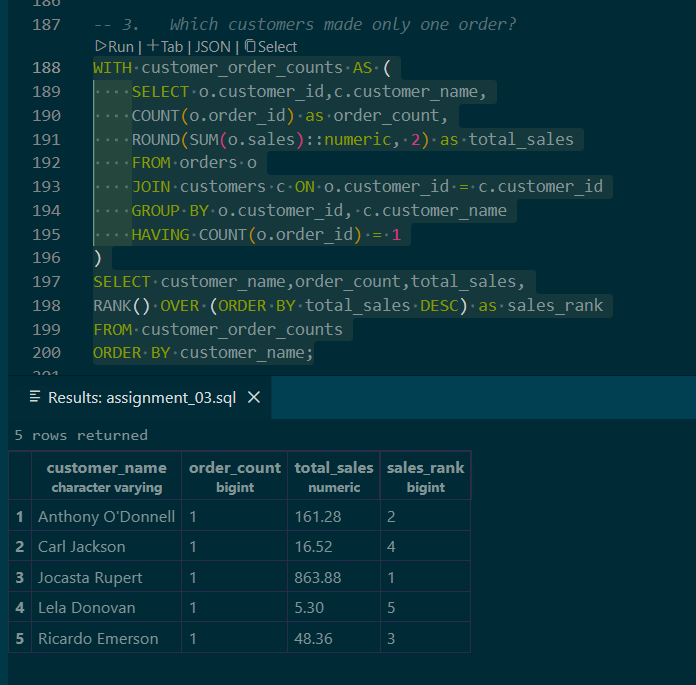 186
187 -- 3.   Which customers made only one order?
▷Run | +Tab | JSON | Select
188 WITH customer_order_counts AS (
189     SELECT o.customer_id,c.customer_name,
190     COUNT(o.order_id) as order_count,
191     ROUND(SUM(o.sales)::numeric, 2) as total_sales
192     FROM orders o
193     JOIN customers c ON o.customer_id = c.customer_id
194     GROUP BY o.customer_id, c.customer_name
195     HAVING COUNT(o.order_id) = 1
196 )
197 SELECT customer_name,order_count,total_sales,
198 RANK() OVER (ORDER BY total_sales DESC) as sales_rank
199 FROM customer_order_counts
200 ORDER BY customer_name;
201
Results: assignment_03.sql ×
5 rows returned
customer_name order_count total_sales sales_rank
character varying bigint numeric bigint
1 Anthony O'Donnell 1 161.28 2
2 Carl Jackson 1 16.52 4
3 Jocasta Rupert 1 863.88 1
4 Lela Donovan 1 5.30 5
5 Ricardo Emerson 1 48.36 3